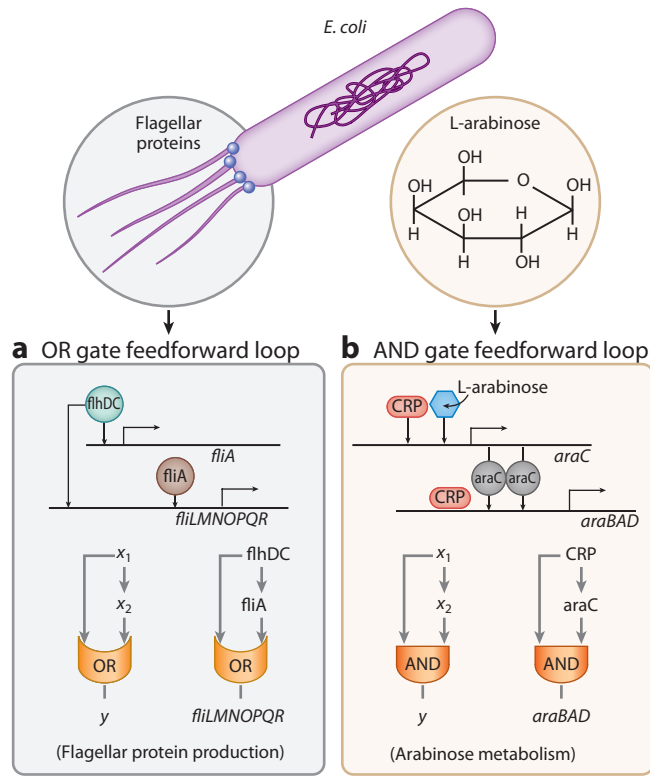 E. coli
Flagellar
proteins
L-arabinose
OH
O
OH
OH
OH
H
H
H
H
OH
a OR gate feedforward loop
flhDC
fliA
fliA
fliLMNOPQR
x1
x2
OR
y
flhDC
fliA
OR
fliLMNOPQR
(Flagellar protein production)
b AND gate feedforward loop
CRP
L-arabinose
araC
CRP
araC
araC
araBAD
x1
x2
AND
y
CRP
araC
AND
araBAD
(Arabinose metabolism)